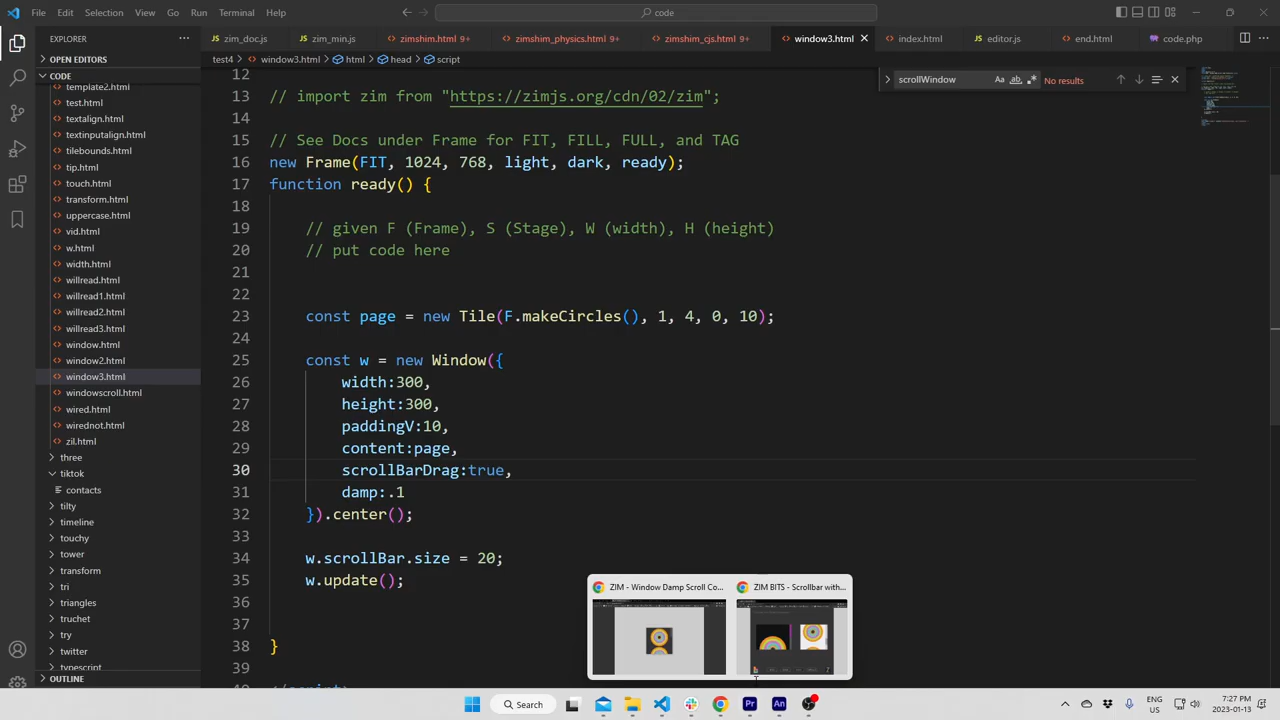 File Edit Selection View Go Run Terminal Help
code
EXPLORER
zim_doc.js
zim_min.js
zimshim.html 9+
zimshim_physics.html 9+
zimshim_cjs.html 9+
window3.html
index.html
editor.js
end.html
code.php
OPEN EDITORS
test4 > window3.html > html > head > script
CODE
template2.html
test.html
textalign.html
textinputalign.html
tilebounds.html
tip.html
touch.html
transform.html
uppercase.html
vid.html
w.html
width.html
willread.html
willread1.html
willread2.html
willread3.html
window.html
window2.html
window3.html
windowscroll.html
wired.html
wirednot.html
zil.html
three
tiktok
contacts
tilty
timeline
touchy
tower
transform
tri
triangles
truchet
try
twitter
typescript
OUTLINE
scrollWindow Aa ab .* No results
12
13 // import zim from "https://zimjs.org/cdn/02/zim";
14
15 // See Docs under Frame for FIT, FILL, FULL, and TAG
16 new Frame(FIT, 1024, 768, light, dark, ready);
17 function ready() {
18
19 // given F (Frame), S (Stage), W (width), H (height)
20 // put code here
21
22
23 const page = new Tile(F.makeCircles(), 1, 4, 0, 10);
24
25 const w = new Window({
26 width:300,
27 height:300,
28 paddingV:10,
29 content:page,
30 scrollBarDrag:true,
31 damp:.1
32 }).center();
33
34 w.scrollBar.size = 20;
35 w.update();
36
37
38 }
39
ZIM - Window Damp Scroll Co...
ZIM BITS - Scrollbar with...
Search
Pr
An
ENG
US
7:27 PM
2023-01-13